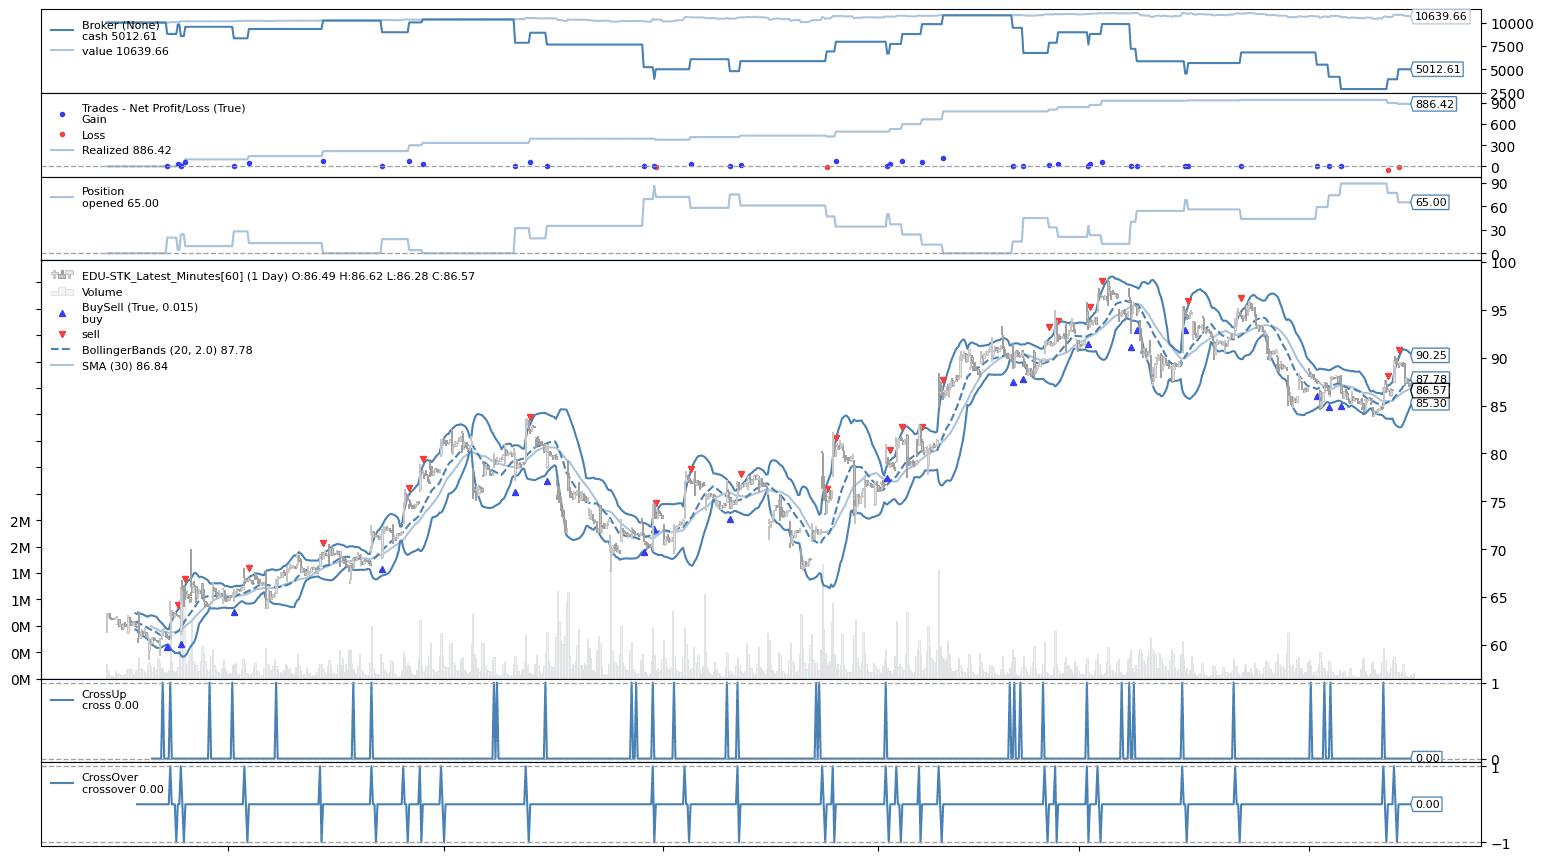 Broker (None)
cash 5012.61
value 10639.66
10639.66
10000
7500
5000
2500
5012.61
Trades - Net Profit/Loss (True)
Gain
Loss
Realized 886.42
886.42
900
600
300
0
Position
opened 65.00
90
65.00
60
30
0
EDU-STK_Latest_Minutes[60] (1 Day) O:86.49 H:86.62 L:86.28 C:86.57
Volume
BuySell (True, 0.015)
buy
sell
BollingerBands (20, 2.0) 87.78
SMA (30) 86.84
100
95
90
85
80
75
70
65
60
90.25
87.78
86.57
85.30
2M
2M
1M
1M
0M
0M
0M
CrossUp
cross 0.00
1
0
0.00
CrossOver
crossover 0.00
1
0.00
−1